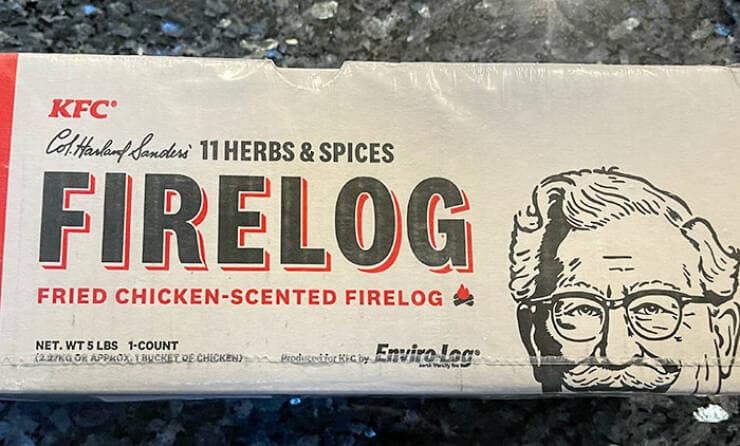 KFC®
Col. Harland Sanders' 11 HERBS & SPICES
FIRELOG
FRIED CHICKEN-SCENTED FIRELOG
NET. WT 5 LBS 1-COUNT
(2.27KG OR APPROX. 1 BUCKET OF CHICKEN)
Produced for KFC by Enviro-Log®